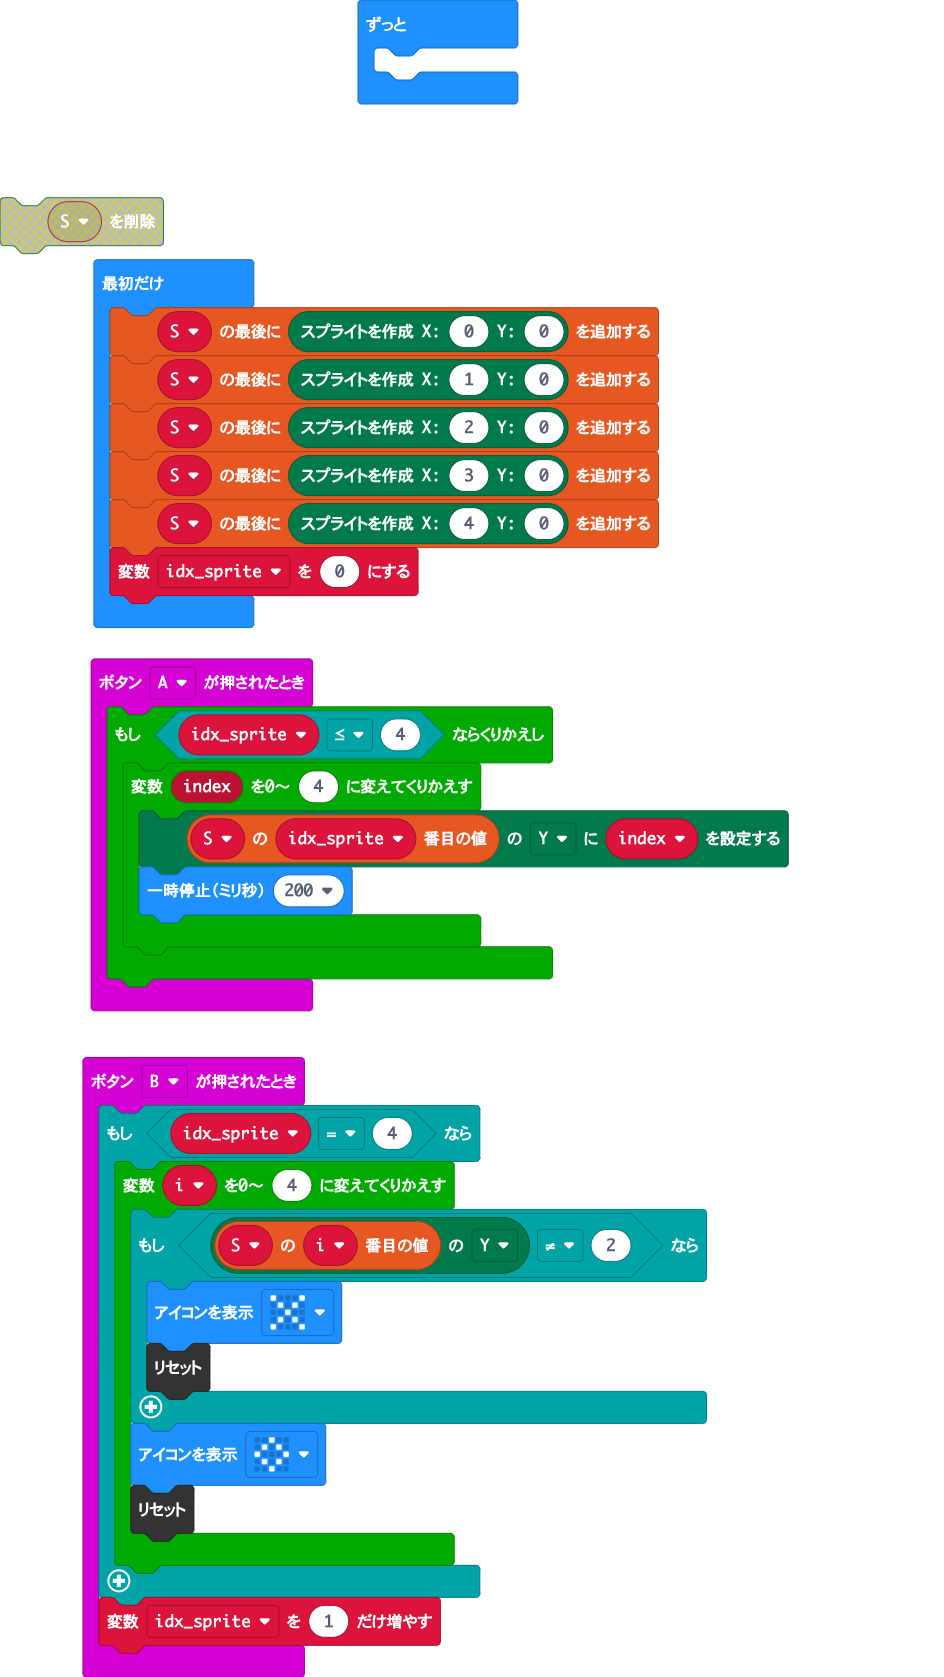 ずっと
S を削除
最初だけ
S の最後に スプライトを作成 X: 0 Y: 0 を追加する
S の最後に スプライトを作成 X: 1 Y: 0 を追加する
S の最後に スプライトを作成 X: 2 Y: 0 を追加する
S の最後に スプライトを作成 X: 3 Y: 0 を追加する
S の最後に スプライトを作成 X: 4 Y: 0 を追加する
変数 idx_sprite を 0 にする
ボタン A が押されたとき
もし idx_sprite ≤ 4 ならくりかえし
変数 index を0～ 4 に変えてくりかえす
S の idx_sprite 番目の値 の Y に index を設定する
一時停止(ミリ秒) 200
ボタン B が押されたとき
もし idx_sprite = 4 なら
変数 i を0～ 4 に変えてくりかえす
もし S の i 番目の値 の Y ≠ 2 なら
アイコンを表示
リセット
アイコンを表示
リセット
変数 idx_sprite を 1 だけ増やす